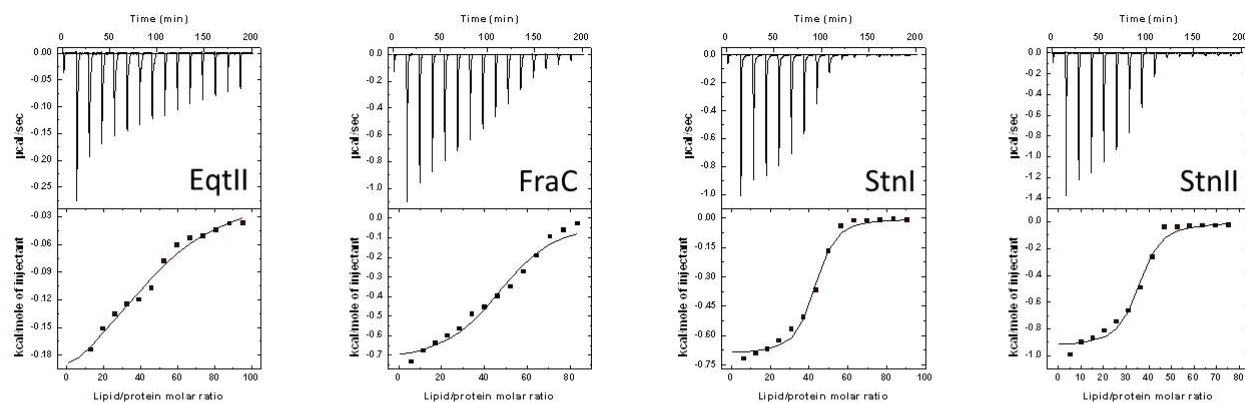 Time (min)
0 50 100 150 200
0.00
-0.05
-0.10
-0.15
-0.20
-0.25
µcal/sec
EqtII
-0.03
-0.06
-0.09
-0.12
-0.15
-0.18
kcal/mole of injectant
0 20 40 60 80 100
Lipid/protein molar ratio
Time (min)
0 50 100 150 200
0.0
-0.2
-0.4
-0.6
-0.8
-1.0
µcal/sec
FraC
0.0
-0.1
-0.2
-0.3
-0.4
-0.5
-0.6
-0.7
kcal/mole of injectant
0 20 40 60 80
Lipid/protein molar ratio
Time (min)
0 50 100 150 200
0.0
-0.2
-0.4
-0.6
-0.8
-1.0
µcal/sec
StnI
0.00
-0.15
-0.30
-0.45
-0.60
-0.75
kcal/mole of injectant
0 20 40 60 80 100
Lipid/protein molar ratio
Time (min)
0 50 100 150 200
0.0
-0.2
-0.4
-0.6
-0.8
-1.0
-1.2
-1.4
µcal/sec
StnII
0.0
-0.2
-0.4
-0.6
-0.8
-1.0
kcal/mole of injectant
0 10 20 30 40 50 60 70 80
Lipid/protein molar ratio